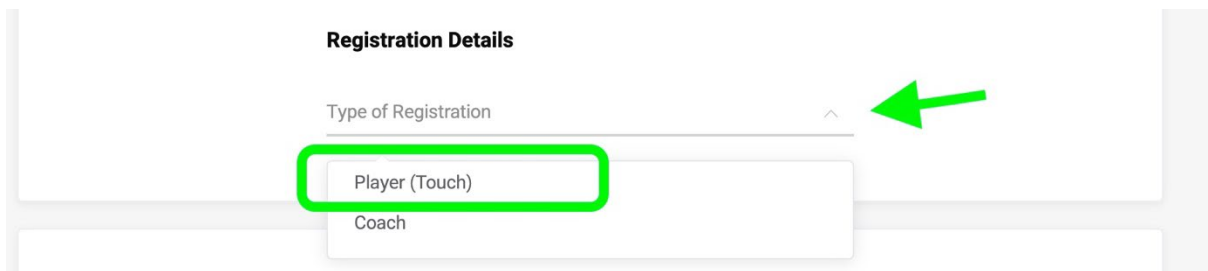 Registration Details
Type of Registration
Player (Touch)
Coach